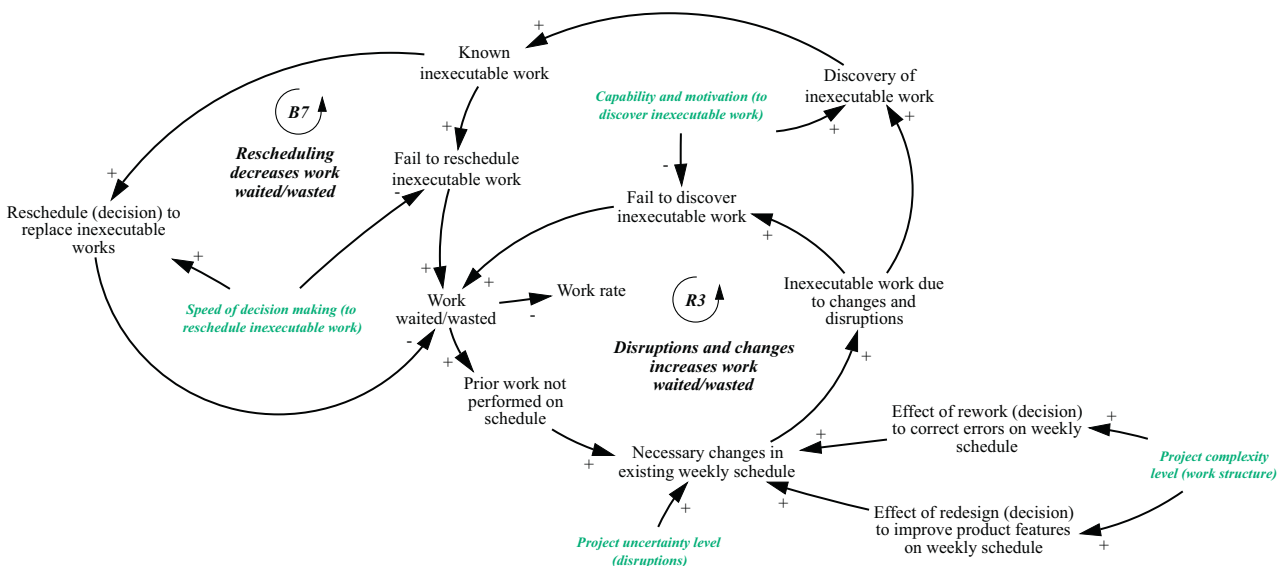 +
Known
inexecutable work
Discovery of
inexecutable work
Capability and motivation (to
discover inexecutable work)
B7
+
+
+
Rescheduling
decreases work
waited/wasted
Fail to reschedule
inexecutable work
-
-
+
Fail to discover
inexecutable work
Reschedule (decision) to
replace inexecutable
works
+
+
+
+
Inexecutable work due
to changes and
disruptions
Work rate
-
R3
Speed of decision making (to
reschedule inexecutable work)
Work
waited/wasted
-
+
Disruptions and changes
increases work
waited/wasted
+
Prior work not
performed on
schedule
Effect of rework (decision)
to correct errors on weekly
schedule
+
+
+
Necessary changes in
existing weekly schedule
Project complexity
level (work structure)
+
+
Effect of redesign (decision)
to improve product features
on weekly schedule
+
Project uncertainty level
(disruptions)